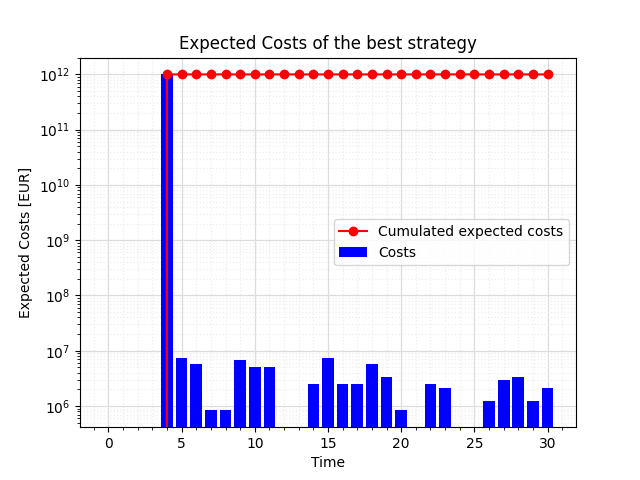 Expected Costs of the best strategy
10¹²
10¹¹
10¹⁰
10⁹
10⁸
10⁷
10⁶
Expected Costs [EUR]
Cumulated expected costs
Costs
0 5 10 15 20 25 30
Time